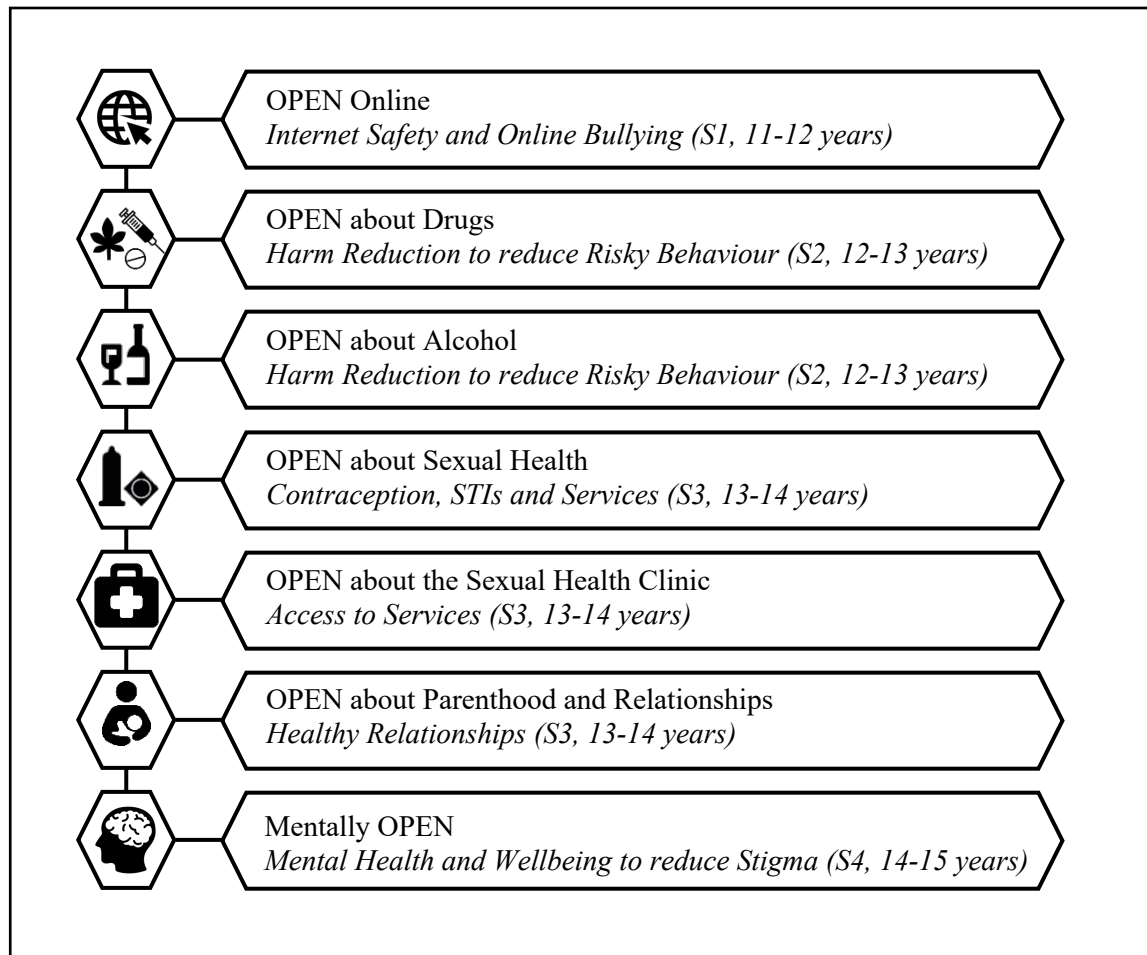 OPEN Online
Internet Safety and Online Bullying (S1, 11-12 years)
OPEN about Drugs
Harm Reduction to reduce Risky Behaviour (S2, 12-13 years)
OPEN about Alcohol
Harm Reduction to reduce Risky Behaviour (S2, 12-13 years)
OPEN about Sexual Health
Contraception, STIs and Services (S3, 13-14 years)
OPEN about the Sexual Health Clinic
Access to Services (S3, 13-14 years)
OPEN about Parenthood and Relationships
Healthy Relationships (S3, 13-14 years)
Mentally OPEN
Mental Health and Wellbeing to reduce Stigma (S4, 14-15 years)